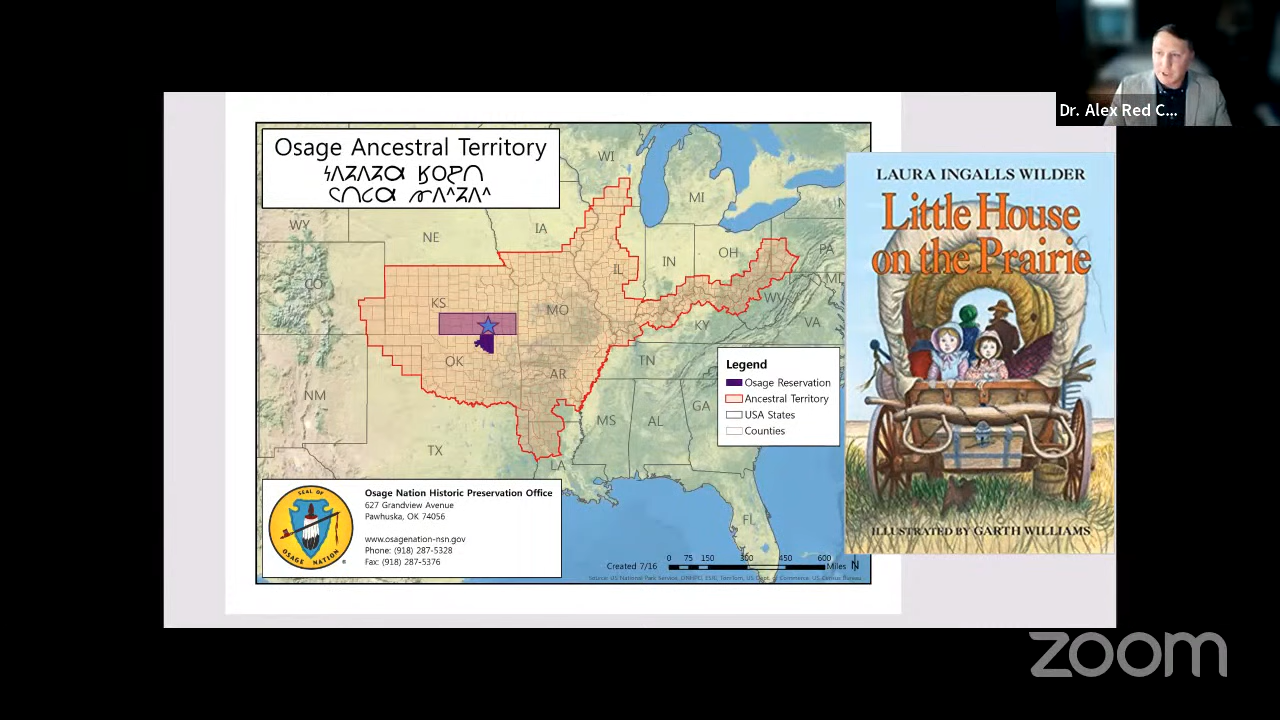 Dr. Alex Red C...
Osage Ancestral Territory
𐓏𐓘𐓓𐓘𐓓𐓟
WI
MI
WY
NE
IA
PA
OH
IN
IL
CO
KS
MO
WV
VA
KY
OK
TN
AR
NM
MS
AL
GA
TX
LA
FL
Legend
Osage Reservation
Ancestral Territory
USA States
Counties
SEAL OF
OSAGE NATION
Osage Nation Historic Preservation Office
627 Grandview Avenue
Pawhuska, OK 74056
www.osagenation-nsn.gov
Phone: (918) 287-5328
Fax: (918) 287-5376
Created 7/16
0 75 150 300 450 600
Miles
N
LAURA INGALLS WILDER
Little House
on the Prairie
ILLUSTRATED BY GARTH WILLIAMS
zoom